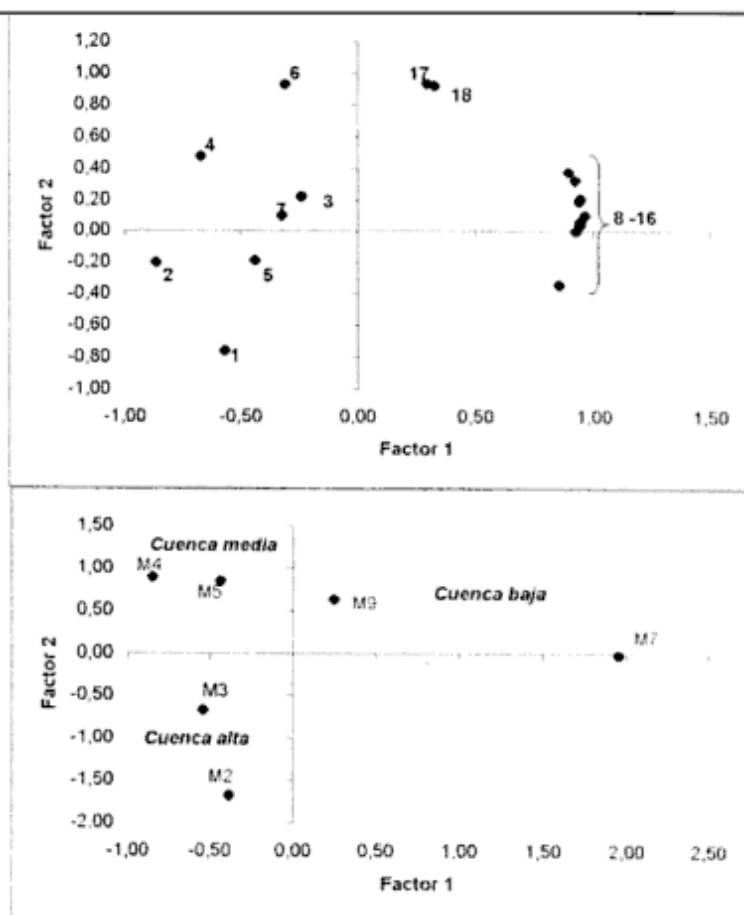 1,20
1,00
0,80
0,60
0,40
0,20
0,00
-0,20
-0,40
-0,60
-0,80
-1,00
Factor 2
6
17
18
4
3
7
8 -16
2
5
1
-1,00 -0,50 0,00 0,50 1,00 1,50
Factor 1
1,50
1,00
0,50
0,00
-0,50
-1,00
-1,50
-2.00
Factor 2
Cuenca media
M4
M5
M9
Cuenca baja
M7
M3
Cuenca alta
M2
-1,00 -0,50 0,00 0,50 1,00 1,50 2,00 2,50
Factor 1